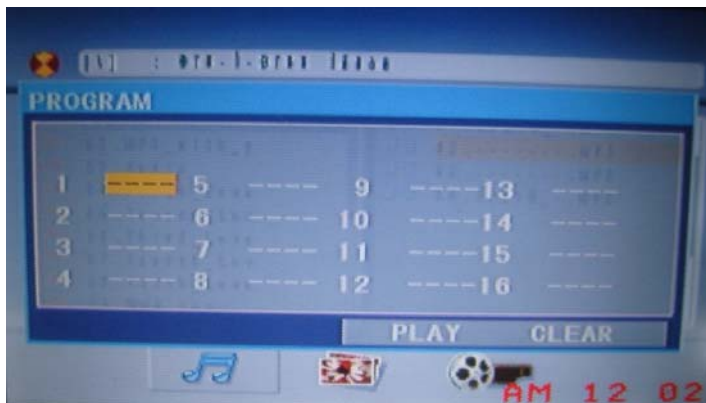 PROGRAM
1 ---- 5 ---- 9 ----13 ----
2 ---- 6 ---- 10 ----14 ----
3 ---- 7 ---- 11 ----15 ----
4 ---- 8 ---- 12 ----16 ----
PLAY CLEAR
AM 12 02